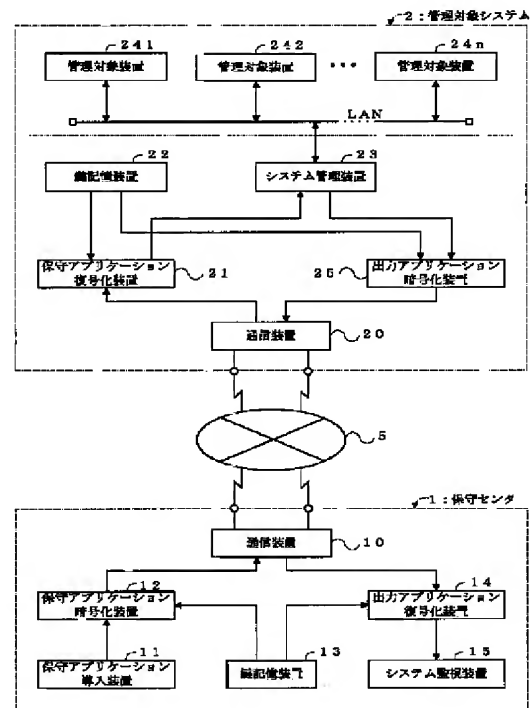 2：管理対象システム
241 242 24n
管理対象装置 管理対象装置 ••• 管理対象装置
LAN
22 23
鍵記憶装置 システム管理装置
保守アプリケーション
復号化装置
21
出力アプリケーション
暗号化装置
25
通信装置 20
5
1：保守センタ
通信装置 10
12 14
保守アプリケーション
暗号化装置
出力アプリケーション
復号化装置
11 13 15
保守アプリケーション
導入装置
鍵記憶装置
システム監視装置